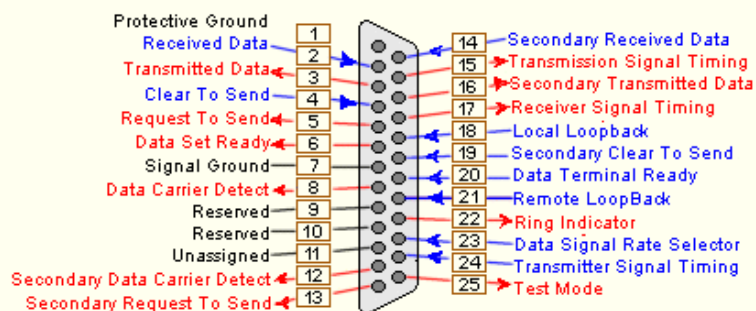 Protective Ground 1
Received Data 2
Transmitted Data 3
Clear To Send 4
Request To Send 5
Data Set Ready 6
Signal Ground 7
Data Carrier Detect 8
Reserved 9
Reserved 10
Unassigned 11
Secondary Data Carrier Detect 12
Secondary Request To Send 13
14 Secondary Received Data
15 Transmission Signal Timing
16 Secondary Transmitted Data
17 Receiver Signal Timing
18 Local Loopback
19 Secondary Clear To Send
20 Data Terminal Ready
21 Remote LoopBack
22 Ring Indicator
23 Data Signal Rate Selector
24 Transmitter Signal Timing
25 Test Mode